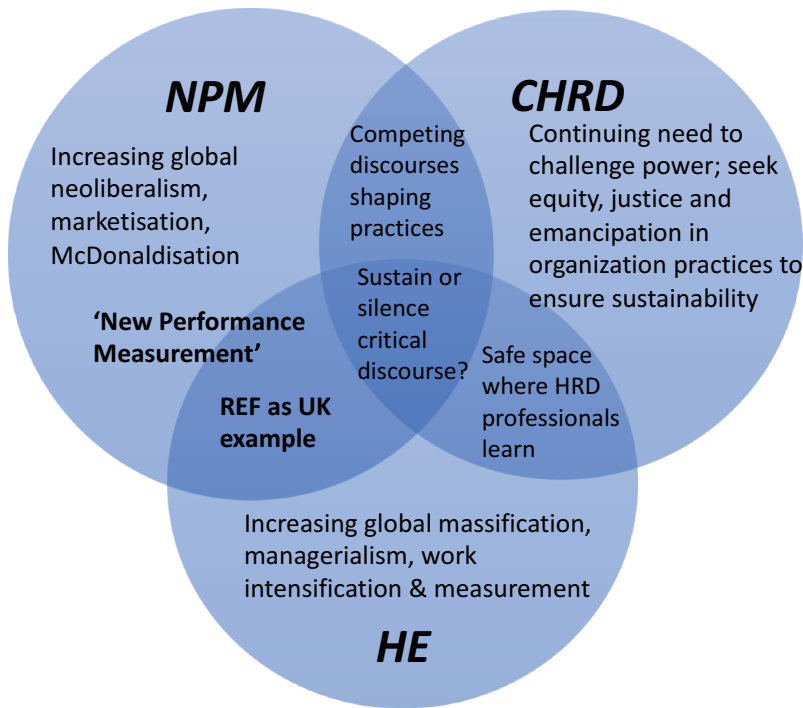 NPM
Increasing global
neoliberalism,
marketisation,
McDonaldisation
‘New Performance
Measurement’
REF as UK
example
Competing
discourses
shaping
practices
Sustain or
silence
critical
discourse?
CHRD
Continuing need to
challenge power; seek
equity, justice and
emancipation in
organization practices to
ensure sustainability
Safe space
where HRD
professionals
learn
Increasing global massification,
managerialism, work
intensification & measurement
HE